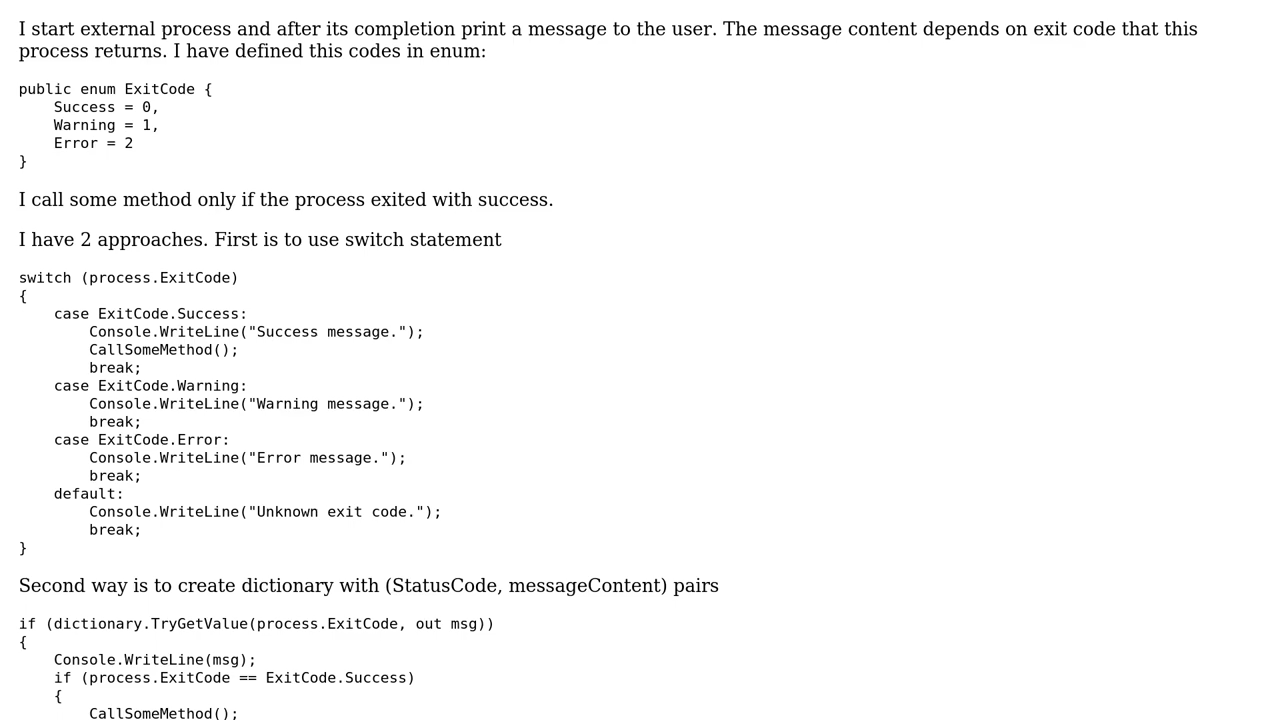 I start external process and after its completion print a message to the user. The message content depends on exit code that this
process returns. I have defined this codes in enum:
public enum ExitCode {
    Success = 0,
    Warning = 1,
    Error = 2
}
I call some method only if the process exited with success.
I have 2 approaches. First is to use switch statement
switch (process.ExitCode)
{
    case ExitCode.Success:
        Console.WriteLine("Success message.");
        CallSomeMethod();
        break;
    case ExitCode.Warning:
        Console.WriteLine("Warning message.");
        break;
    case ExitCode.Error:
        Console.WriteLine("Error message.");
        break;
    default:
        Console.WriteLine("Unknown exit code.");
        break;
}
Second way is to create dictionary with (StatusCode, messageContent) pairs
if (dictionary.TryGetValue(process.ExitCode, out msg))
{
    Console.WriteLine(msg);
    if (process.ExitCode == ExitCode.Success)
    {
        CallSomeMethod();